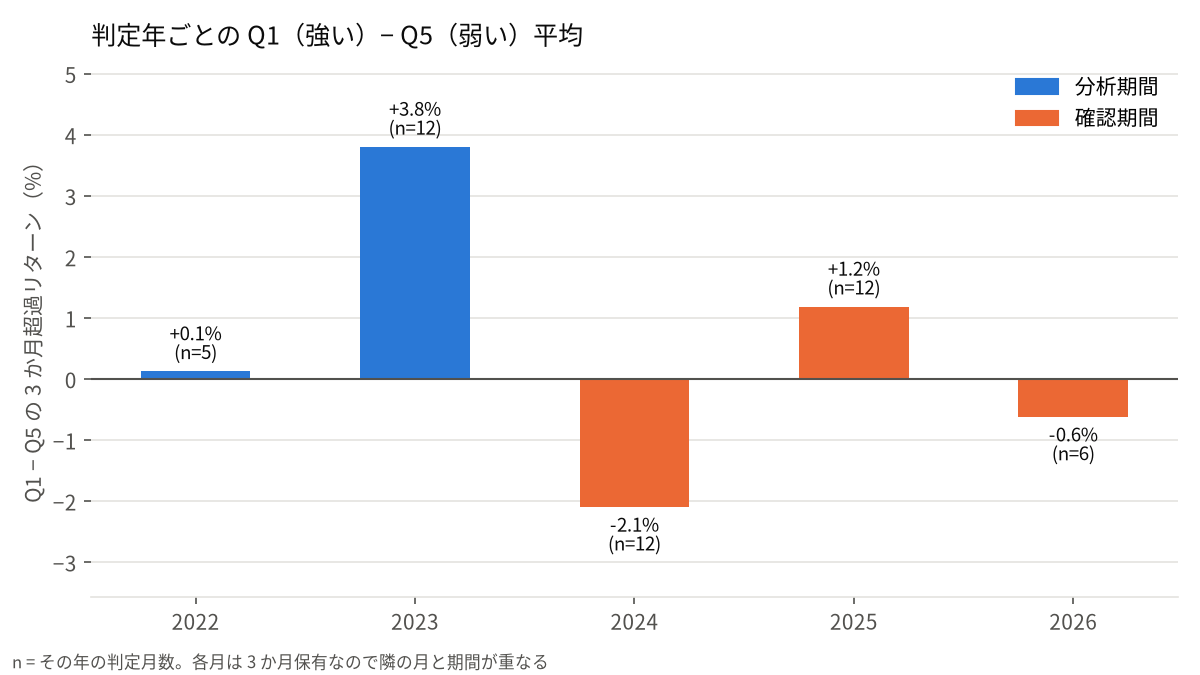 判定年ごとの Q1（強い）− Q5（弱い）平均
分析期間
確認期間
Q1 − Q5 の 3 か月超過リターン（%）
5
4
3
2
1
0
−1
−2
−3
+0.1%
(n=5)
+3.8%
(n=12)
-2.1%
(n=12)
+1.2%
(n=12)
-0.6%
(n=6)
2022
2023
2024
2025
2026
n = その年の判定月数。各月は 3 か月保有なので隣の月と期間が重なる